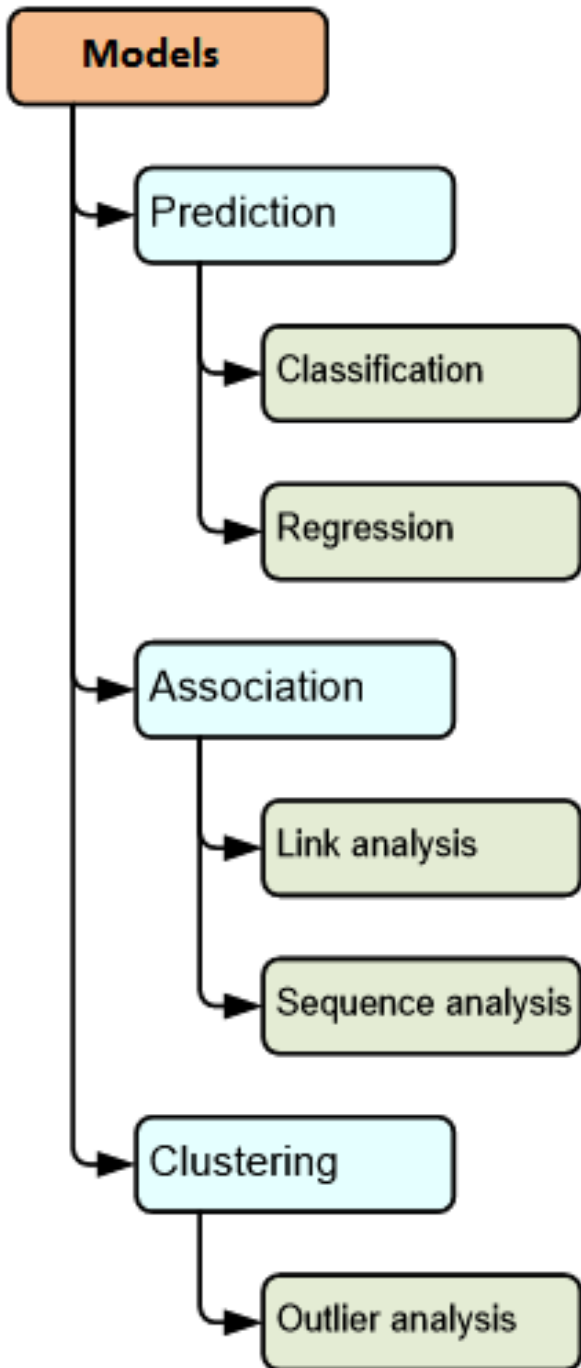 Models
Prediction
Classification
Regression
Association
Link analysis
Sequence analysis
Clustering
Outlier analysis